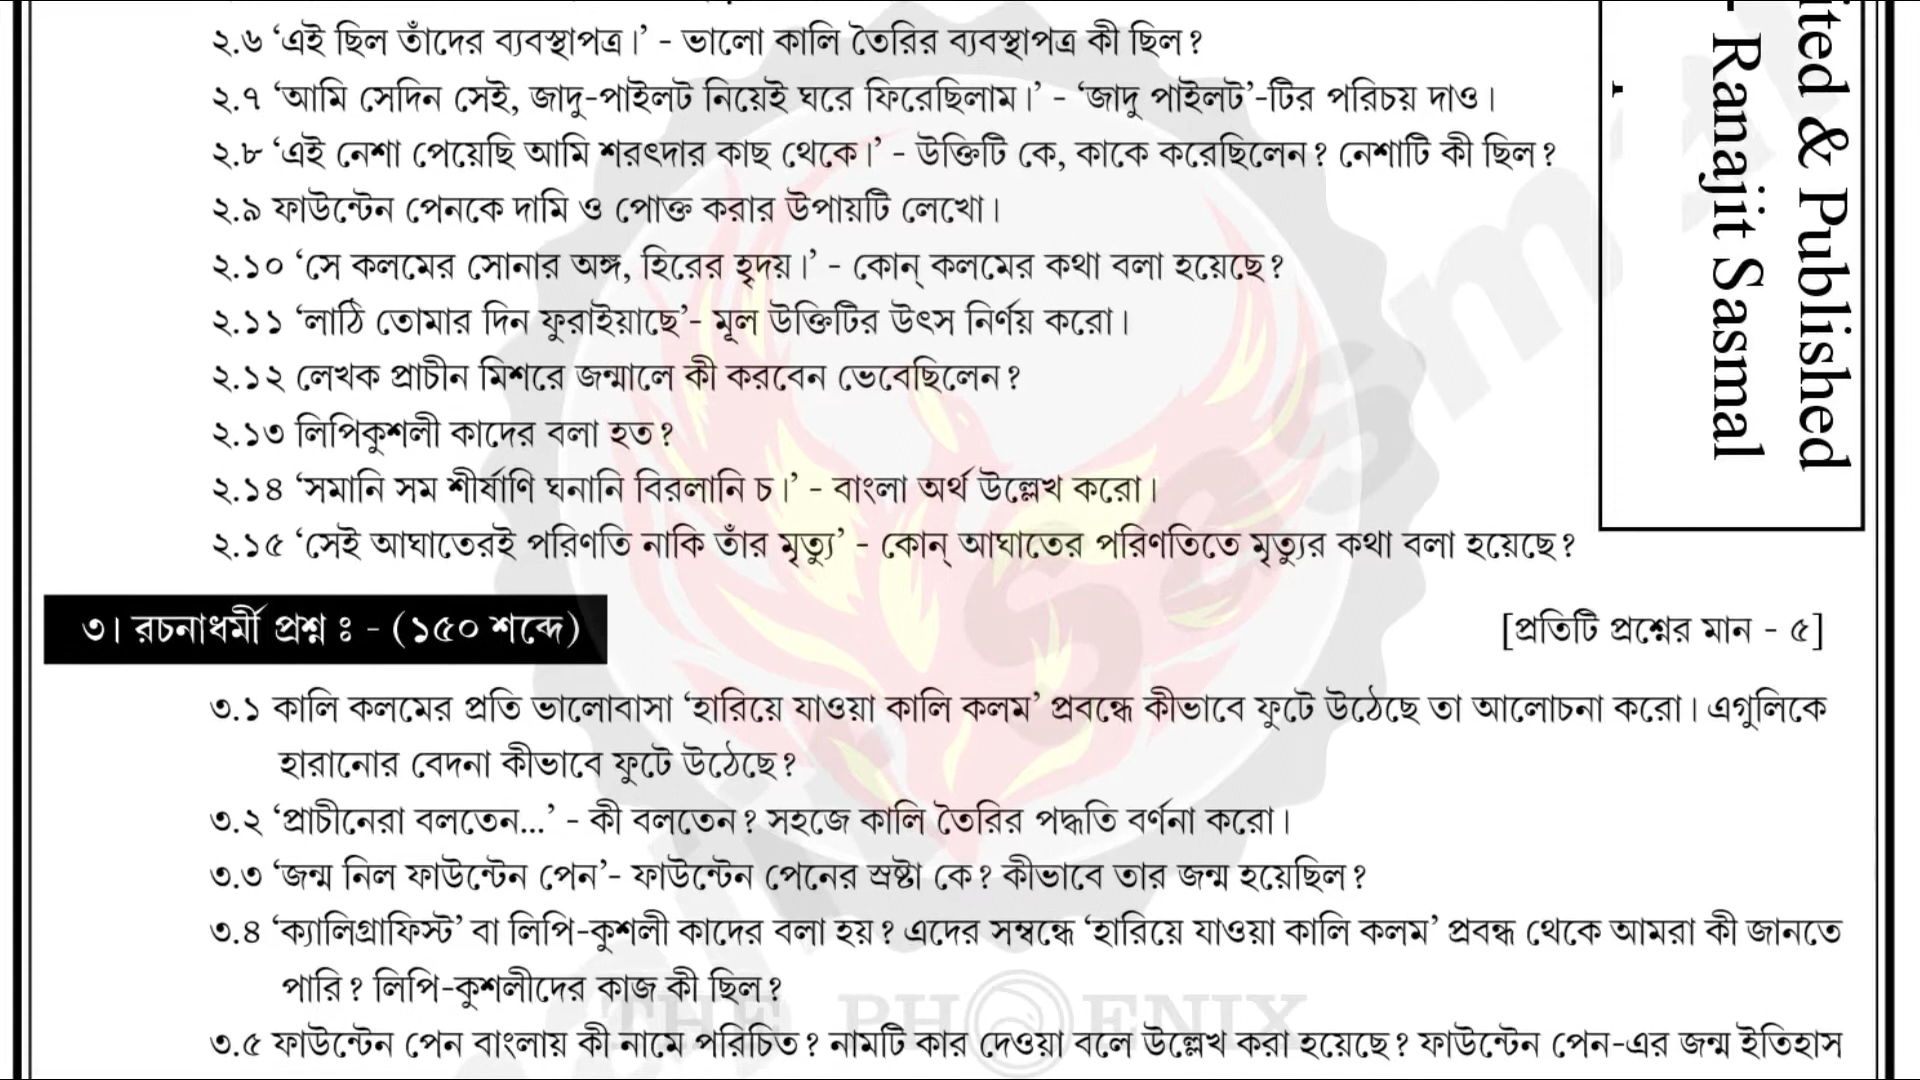 ২.৬ ‘এই ছিল তাঁদের ব্যবস্থাপত্র।’ - ভালো কালি তৈরির ব্যবস্থাপত্র কী ছিল?
২.৭ ‘আমি সেদিন সেই, জাদু-পাইলট নিয়েই ঘরে ফিরেছিলাম।’ - ‘জাদু পাইলট’-টির পরিচয় দাও।
২.৮ ‘এই নেশা পেয়েছি আমি শরৎদার কাছ থেকে।’ - উক্তিটি কে, কাকে করেছিলেন? নেশাটি কী ছিল?
২.৯ ফাউন্টেন পেনকে দামি ও পোক্ত করার উপায়টি লেখো।
২.১০ ‘সে কলমের সোনার অঙ্গ, হিরের হৃদয়।’ - কোন্ কলমের কথা বলা হয়েছে?
২.১১ ‘লাঠি তোমার দিন ফুরাইয়াছে’- মূল উক্তিটির উৎস নির্ণয় করো।
২.১২ লেখক প্রাচীন মিশরে জন্মালে কী করবেন ভেবেছিলেন?
২.১৩ লিপিকুশলী কাদের বলা হত?
২.১৪ ‘সমানি সম শীর্ষাণি ঘনানি বিরলানি চ।’ - বাংলা অর্থ উল্লেখ করো।
২.১৫ ‘সেই আঘাতেরই পরিণতি নাকি তাঁর মৃত্যু’ - কোন্ আঘাতের পরিণতিতে মৃত্যুর কথা বলা হয়েছে?
৩। রচনাধর্মী প্রশ্ন ঃ - (১৫০ শব্দে) [প্রতিটি প্রশ্নের মান - ৫]
৩.১ কালি কলমের প্রতি ভালোবাসা ‘হারিয়ে যাওয়া কালি কলম’ প্রবন্ধে কীভাবে ফুটে উঠেছে তা আলোচনা করো। এগুলিকে
হারানোর বেদনা কীভাবে ফুটে উঠেছে?
৩.২ ‘প্রাচীনেরা বলতেন...’ - কী বলতেন? সহজে কালি তৈরির পদ্ধতি বর্ণনা করো।
৩.৩ ‘জন্ম নিল ফাউন্টেন পেন’- ফাউন্টেন পেনের স্রষ্টা কে? কীভাবে তার জন্ম হয়েছিল?
৩.৪ ‘ক্যালিগ্রাফিস্ট’ বা লিপি-কুশলী কাদের বলা হয়? এদের সম্বন্ধে ‘হারিয়ে যাওয়া কালি কলম’ প্রবন্ধ থেকে আমরা কী জানতে
পারি? লিপি-কুশলীদের কাজ কী ছিল?
৩.৫ ফাউন্টেন পেন বাংলায় কী নামে পরিচিত? নামটি কার দেওয়া বলে উল্লেখ করা হয়েছে? ফাউন্টেন পেন-এর জন্ম ইতিহাস
& Published
- Ranajit Sasmal
THE PHOENIX